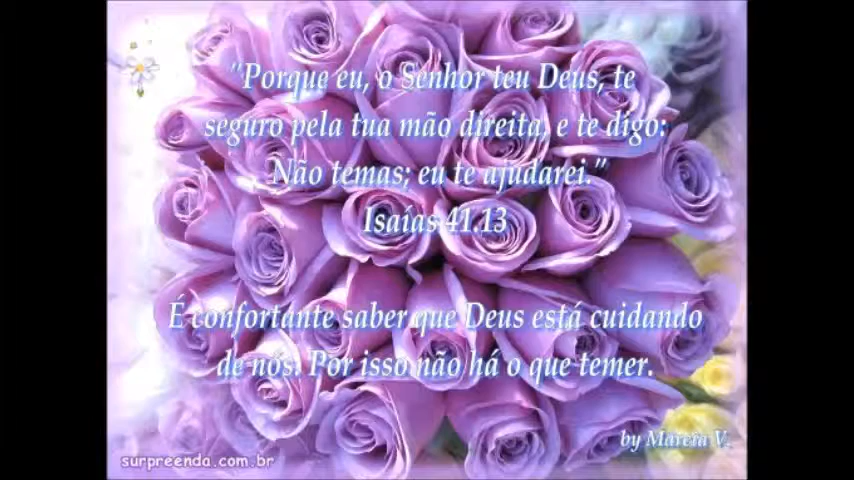 "Porque eu, o Senhor teu Deus, te
seguro pela tua mão direita, e te digo:
Não temas; eu te ajudarei."
Isaías 41.13
É confortante saber que Deus está cuidando
de nós. Por isso não há o que temer.
by Marcia V.
surpreenda.com.br